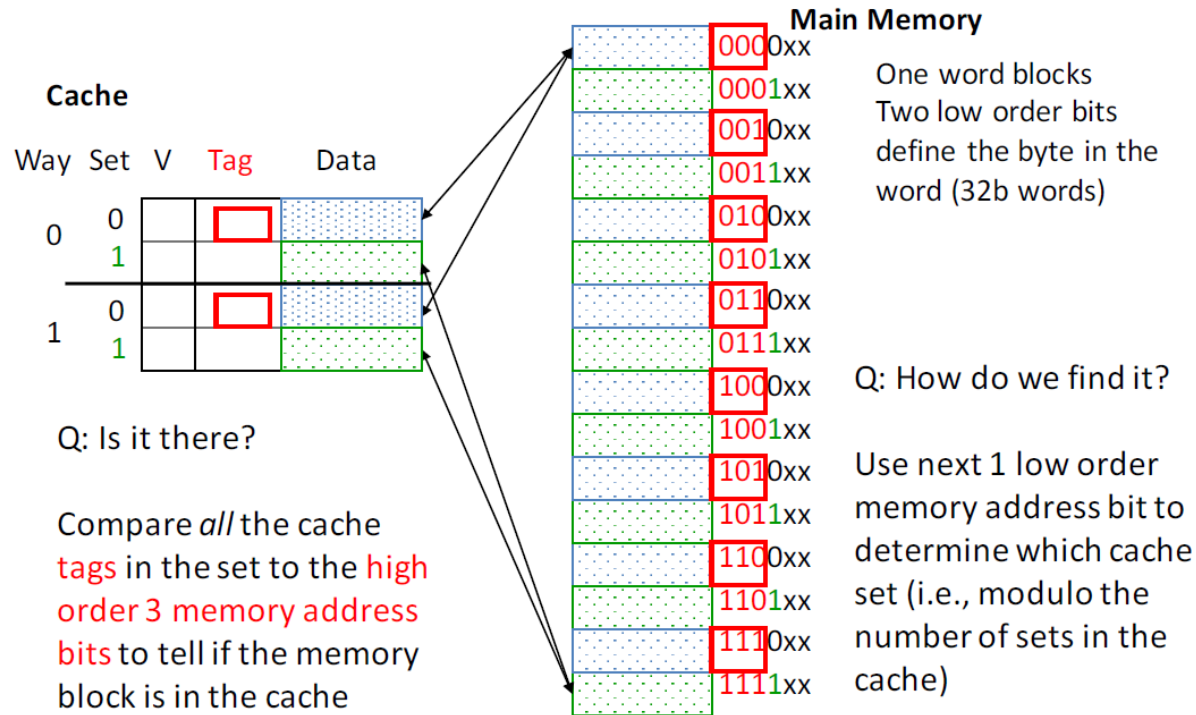 Main Memory
0000xx
0001xx
0010xx
0011xx
0100xx
0101xx
0110xx
0111xx
1000xx
1001xx
1010xx
1011xx
1100xx
1101xx
1110xx
1111xx
One word blocks
Two low order bits
define the byte in the
word (32b words)
Cache
Way Set V Tag Data
0 0
1
1 0
1
Q: Is it there?
Compare all the cache
tags in the set to the high
order 3 memory address
bits to tell if the memory
block is in the cache
Q: How do we find it?
Use next 1 low order
memory address bit to
determine which cache
set (i.e., modulo the
number of sets in the
cache)